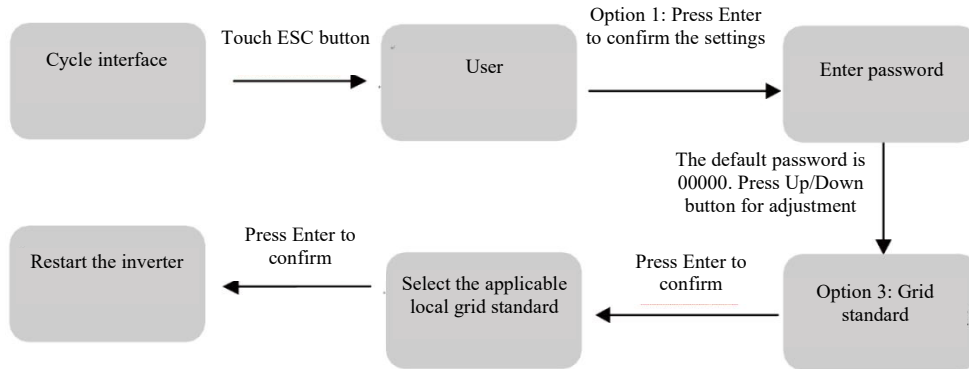 Cycle interface
Touch ESC button
User
Option 1: Press Enter
to confirm the settings
Enter password
The default password is
00000. Press Up/Down
button for adjustment
Option 3: Grid
standard
Press Enter to
confirm
Select the applicable
local grid standard
Press Enter to
confirm
Restart the inverter